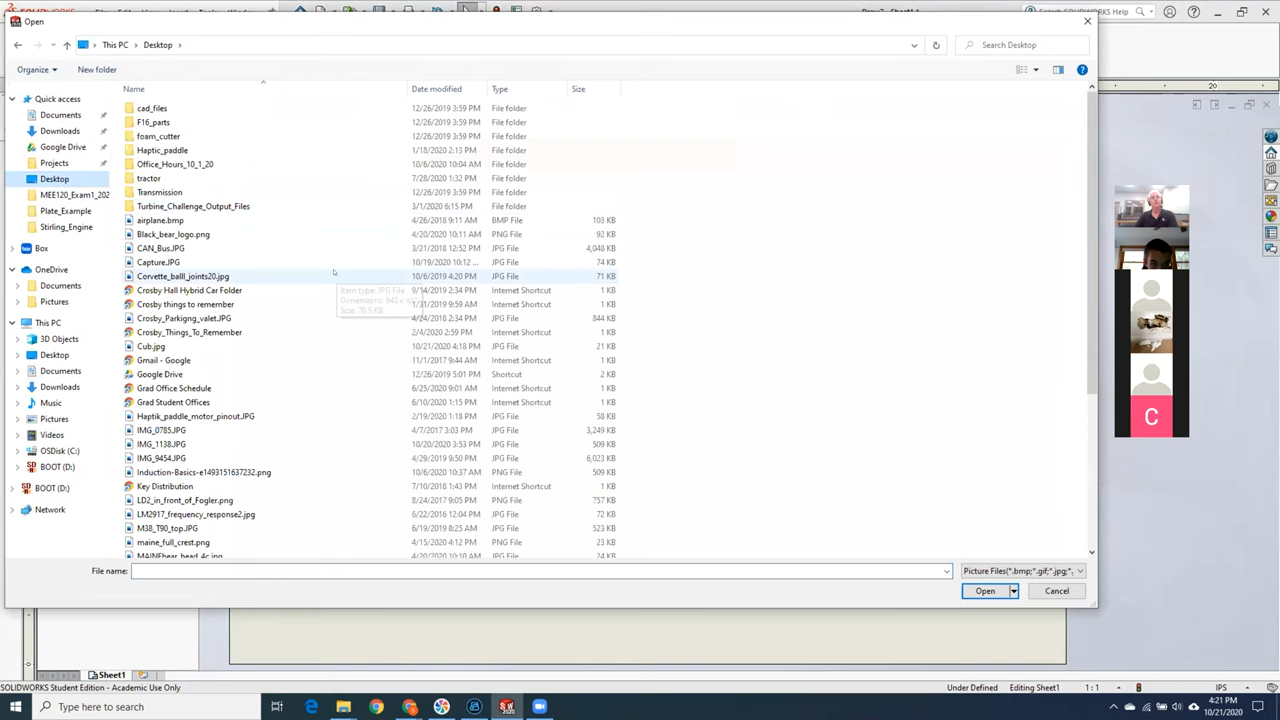 SOLIDWORKS
Search SOLIDWORKS Help
Open
This PC
Desktop
Search Desktop
Organize
New folder
Name
Date modified
Type
Size
Quick access
Documents
Downloads
Google Drive
Projects
Desktop
MEE120_Exam1_202
Plate_Example
Stirling_Engine
Box
OneDrive
Documents
Pictures
This PC
3D Objects
Desktop
Documents
Downloads
Music
Pictures
Videos
OSDisk (C:)
BOOT (D:)
BOOT (D:)
Network
cad_files 12/26/2019 3:59 PM File folder
F16_parts 12/26/2019 3:59 PM File folder
foam_cutter 12/26/2019 3:59 PM File folder
Haptic_paddle 1/18/2020 2:13 PM File folder
Office_Hours_10_1_20 10/6/2020 10:04 AM File folder
tractor 7/28/2020 1:32 PM File folder
Transmission 12/26/2019 3:59 PM File folder
Turbine_Challenge_Output_Files 3/1/2020 6:15 PM File folder
airplane.bmp 4/26/2018 9:11 AM BMP File 103 KB
Black_bear_logo.png 4/20/2020 11:11 AM PNG File 92 KB
CAN_Bus.JPG 3/21/2018 12:52 PM JPG File 4,048 KB
Capture.JPG 10/19/2020 10:12 ... JPG File 74 KB
Corvette_balll_joints20.jpg 10/6/2019 4:20 PM JPG File 71 KB
Crosby Hall Hybrid Car Folder 9/14/2019 2:34 PM Internet Shortcut 1 KB
Crosby things to remember 1/31/2019 9:59 AM Internet Shortcut 1 KB
Crosby_Parkigng_valet.JPG 4/24/2018 2:34 PM JPG File 844 KB
Crosby_Things_To_Remember 2/4/2020 2:59 PM Internet Shortcut 1 KB
Cub.jpg 10/21/2020 4:18 PM JPG File 21 KB
Gmail - Google 11/1/2017 9:44 AM Internet Shortcut 1 KB
Google Drive 12/26/2019 5:01 PM Shortcut 2 KB
Grad Office Schedule 6/25/2020 9:01 AM Internet Shortcut 1 KB
Grad Student Offices 6/10/2020 1:15 PM Internet Shortcut 1 KB
Haptik_paddle_motor_pinout.JPG 2/19/2020 1:18 PM JPG File 58 KB
IMG_0785.JPG 4/7/2017 3:03 PM JPG File 3,249 KB
IMG_1138.JPG 10/20/2020 3:53 PM JPG File 509 KB
IMG_9454.JPG 4/29/2019 9:50 PM JPG File 6,023 KB
Induction-Basics-e1493151637232.png 10/6/2020 10:37 AM PNG File 509 KB
Key Distribution 7/10/2018 1:43 PM Internet Shortcut 1 KB
LD2_in_front_of_Fogler.png 8/24/2017 9:05 PM PNG File 757 KB
LM2917_frequency_response2.jpg 6/22/2016 12:04 PM JPG File 72 KB
M38_T90_top.JPG 6/19/2019 8:25 AM JPG File 523 KB
maine_full_crest.png 4/15/2020 4:12 PM PNG File 33 KB
MAINEbear_head_4c.jpg 4/20/2020 10:10 AM JPG File 24 KB
Item type: JPG File
Size: 70.5 KB
File name:
Picture Files(*.bmp;*.gif;*.jpg;*.
Open
Cancel
20
C
0
8
Sheet1
SOLIDWORKS Student Edition - Academic Use Only
Under Defined
Editing Sheet1
1 : 1
IPS
Type here to search
4:21 PM
10/21/2020